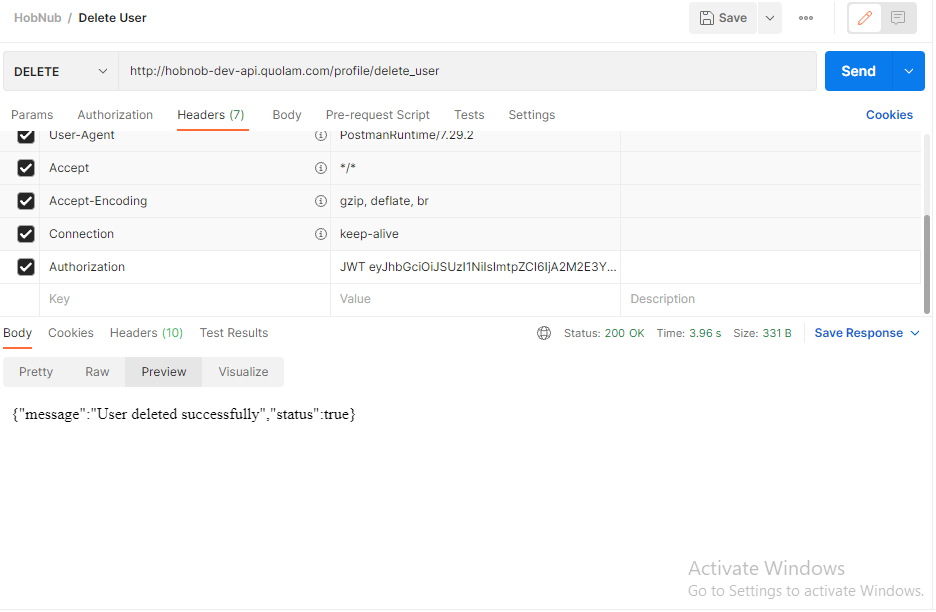 HobNub / Delete User
Save
DELETE http://hobnob-dev-api.quolam.com/profile/delete_user Send
Params Authorization Headers (7) Body Pre-request Script Tests Settings Cookies
User-Agent PostmanRuntime/7.29.2
Accept */*
Accept-Encoding gzip, deflate, br
Connection keep-alive
Authorization JWT eyJhbGciOiJSUzI1NiIsImtpZCI6IjA2M2E3Y...
Key Value Description
Body Cookies Headers (10) Test Results Status: 200 OK Time: 3.96 s Size: 331 B Save Response
Pretty Raw Preview Visualize
{"message":"User deleted successfully","status":true}
Activate Windows
Go to Settings to activate Windows.